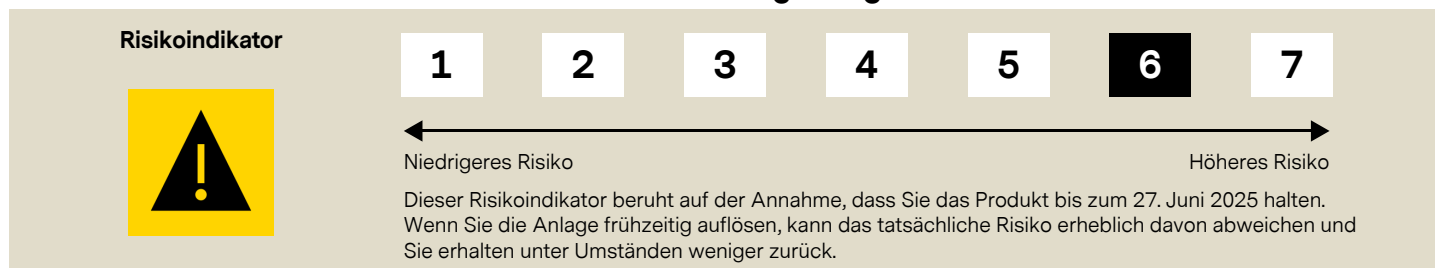 Risikoindikator
1 2 3 4 5 6 7
Niedrigeres Risiko
Höheres Risiko
Dieser Risikoindikator beruht auf der Annahme, dass Sie das Produkt bis zum 27. Juni 2025 halten.
Wenn Sie die Anlage frühzeitig auflösen, kann das tatsächliche Risiko erheblich davon abweichen und
Sie erhalten unter Umständen weniger zurück.